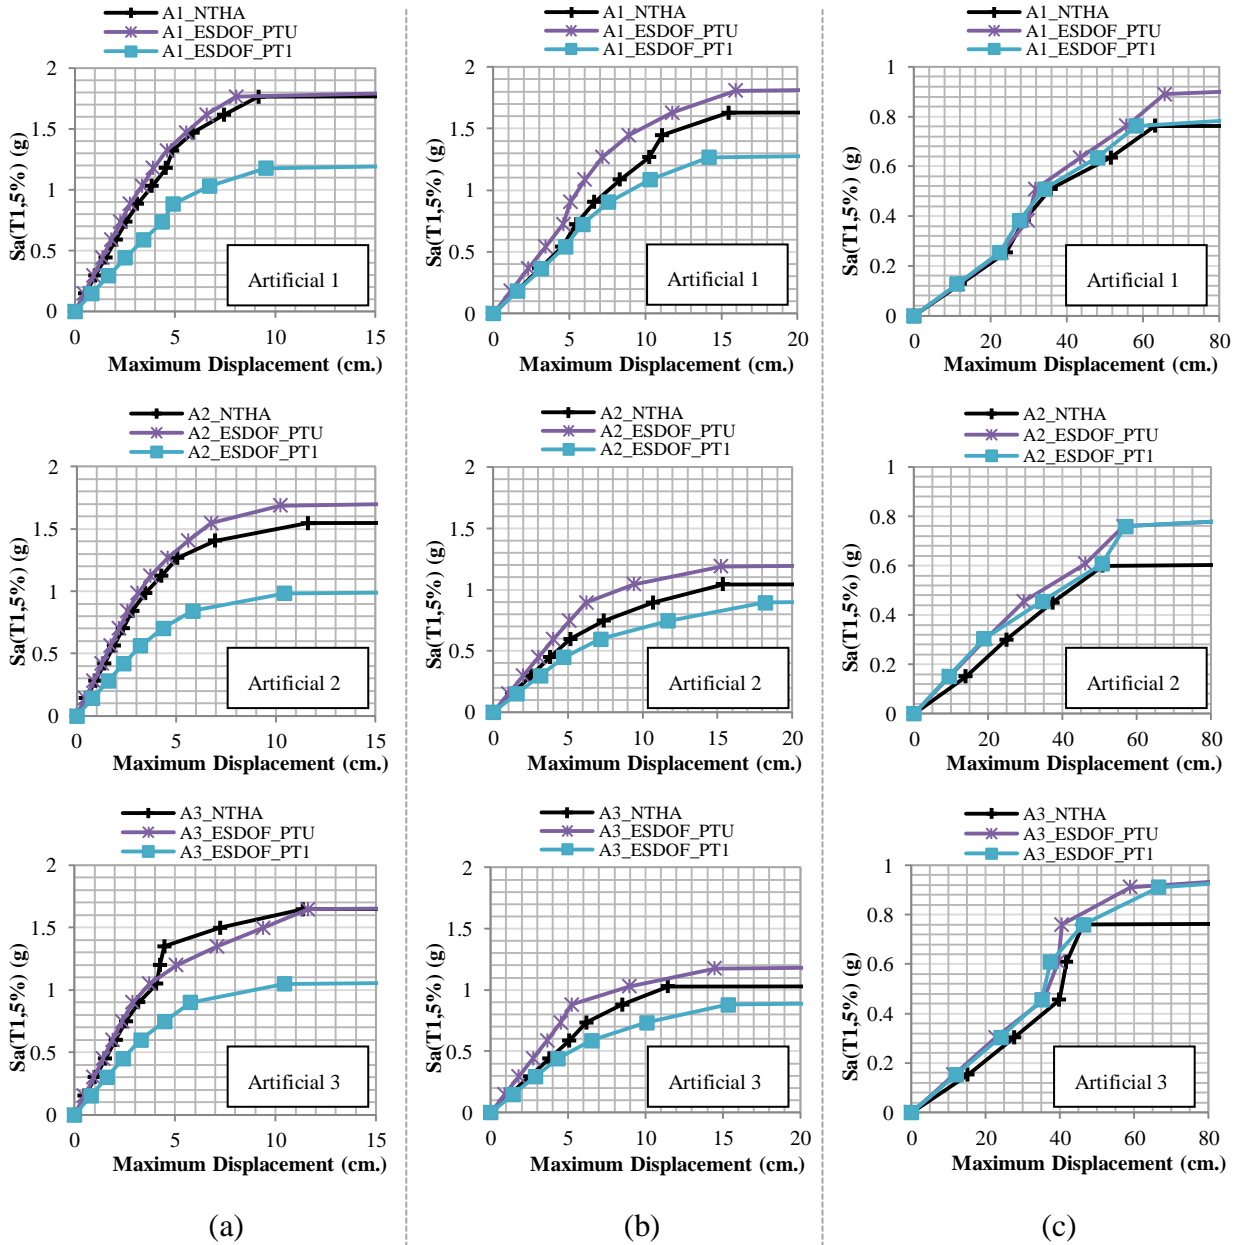 A1_NTHA
A1_ESDOF_PTU
A1_ESDOF_PT1
2
1.5
1
0.5
0
Sa(T1,5%) (g)
Artificial 1
0 5 10 15
Maximum Displacement (cm.)
A1_NTHA
A1_ESDOF_PTU
A1_ESDOF_PT1
2
1.5
1
0.5
0
Sa(T1,5%) (g)
Artificial 1
0 5 10 15 20
Maximum Displacement (cm.)
A1_NTHA
A1_ESDOF_PTU
A1_ESDOF_PT1
1
0.8
0.6
0.4
0.2
0
Sa(T1,5%) (g)
Artificial 1
0 20 40 60 80
Maximum Displacement (cm.)
A2_NTHA
A2_ESDOF_PTU
A2_ESDOF_PT1
2
1.5
1
0.5
0
Sa(T1,5%) (g)
Artificial 2
0 5 10 15
Maximum Displacement (cm.)
A2_NTHA
A2_ESDOF_PTU
A2_ESDOF_PT1
2
1.5
1
0.5
0
Sa(T1,5%) (g)
Artificial 2
0 5 10 15 20
Maximum Displacement (cm.)
A2_NTHA
A2_ESDOF_PTU
A2_ESDOF_PT1
1
0.8
0.6
0.4
0.2
0
Sa(T1,5%) (g)
Artificial 2
0 20 40 60 80
Maximum Displacement (cm.)
A3_NTHA
A3_ESDOF_PTU
A3_ESDOF_PT1
2
1.5
1
0.5
0
Sa(T1,5%) (g)
Artificial 3
0 5 10 15
Maximum Displacement (cm.)
A3_NTHA
A3_ESDOF_PTU
A3_ESDOF_PT1
2
1.5
1
0.5
0
Sa(T1,5%) (g)
Artificial 3
0 5 10 15 20
Maximum Displacement (cm.)
A3_NTHA
A3_ESDOF_PTU
A3_ESDOF_PT1
1
0.8
0.6
0.4
0.2
0
Sa(T1,5%) (g)
Artificial 3
0 20 40 60 80
Maximum Displacement (cm.)
(a) (b) (c)